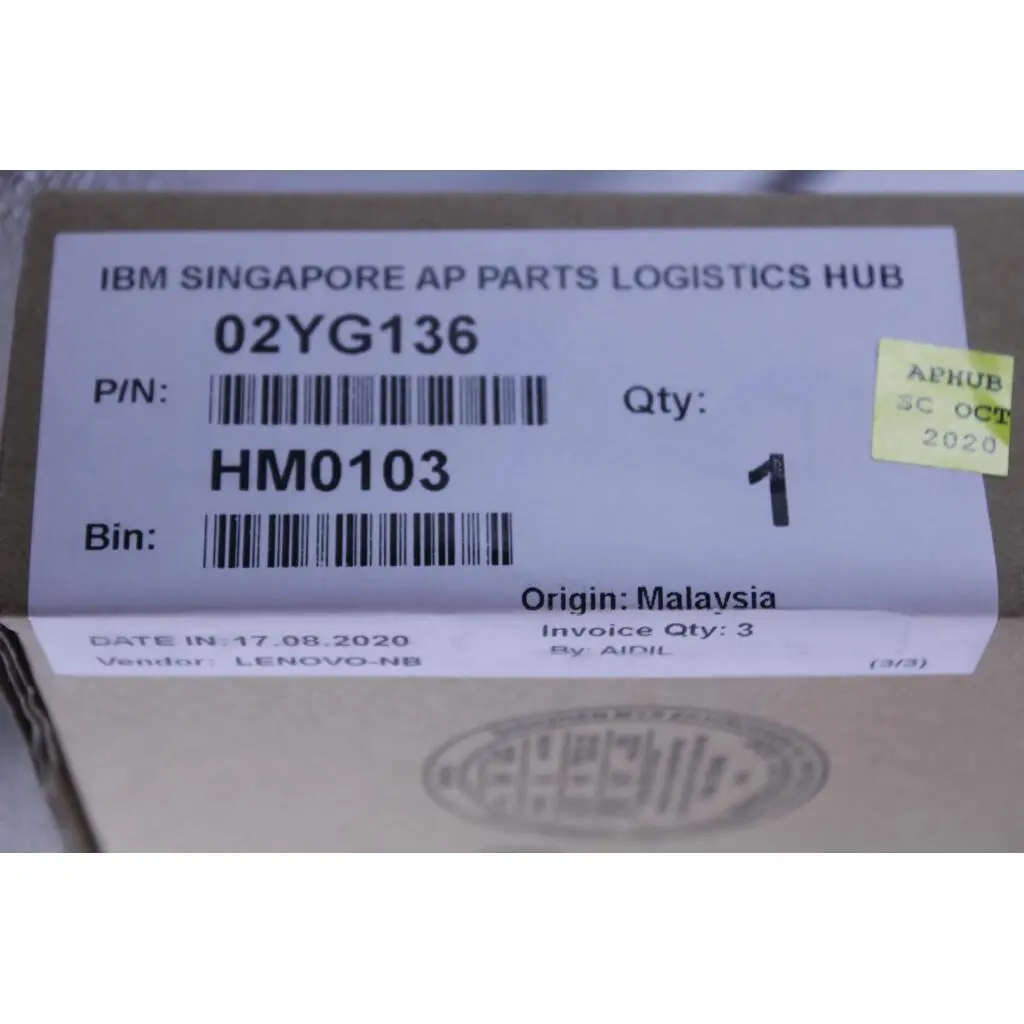 IBM SINGAPORE AP PARTS LOGISTICS HUB
02YG136
P/N:
Qty:
APHUB
SC OCT
2020
HM0103
1
Bin:
Origin: Malaysia
DATE IN:17.08.2020
Invoice Qty: 3
Vendor: LENOVO-NB
By: AIDIL
(3/3)